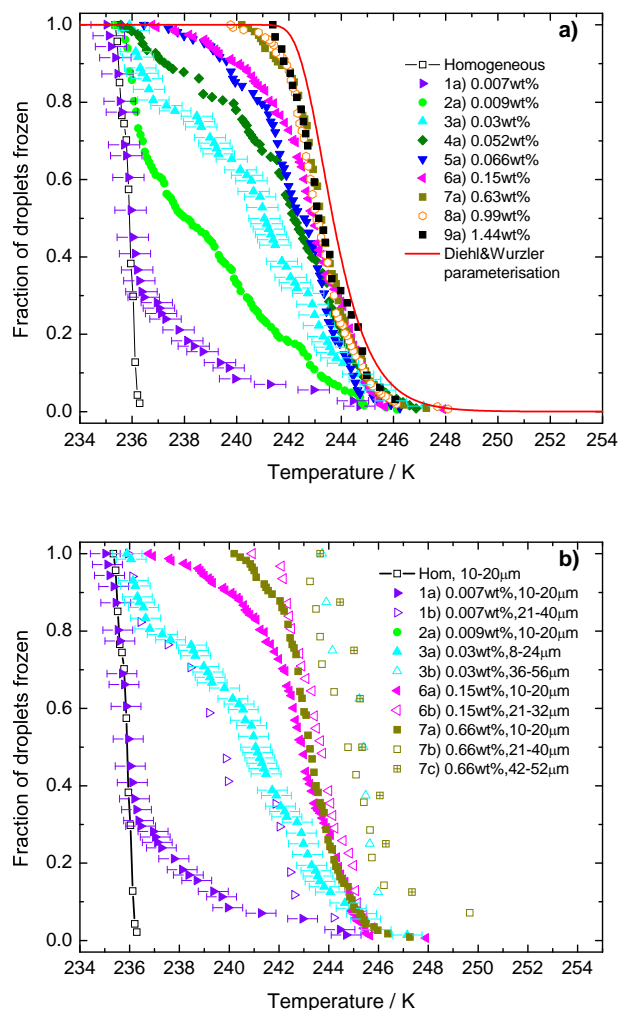 a)
Homogeneous
1a) 0.007wt%
2a) 0.009wt%
3a) 0.03wt%
4a) 0.052wt%
5a) 0.066wt%
6a) 0.15wt%
7a) 0.63wt%
8a) 0.99wt%
9a) 1.44wt%
Diehl&Wurzler
parameterisation
Fraction of droplets frozen
1.0
0.8
0.6
0.4
0.2
0.0
234 236 238 240 242 244 246 248 250 252 254
Temperature / K
b)
Hom, 10-20μm
1a) 0.007wt%,10-20μm
1b) 0.007wt%,21-40μm
2a) 0.009wt%,10-20μm
3a) 0.03wt%,8-24μm
3b) 0.03wt%,36-56μm
6a) 0.15wt%,10-20μm
6b) 0.15wt%,21-32μm
7a) 0.66wt%,10-20μm
7b) 0.66wt%,21-40μm
7c) 0.66wt%,42-52μm
Fraction of droplets frozen
1.0
0.8
0.6
0.4
0.2
0.0
234 236 238 240 242 244 246 248 250 252 254
Temperature / K